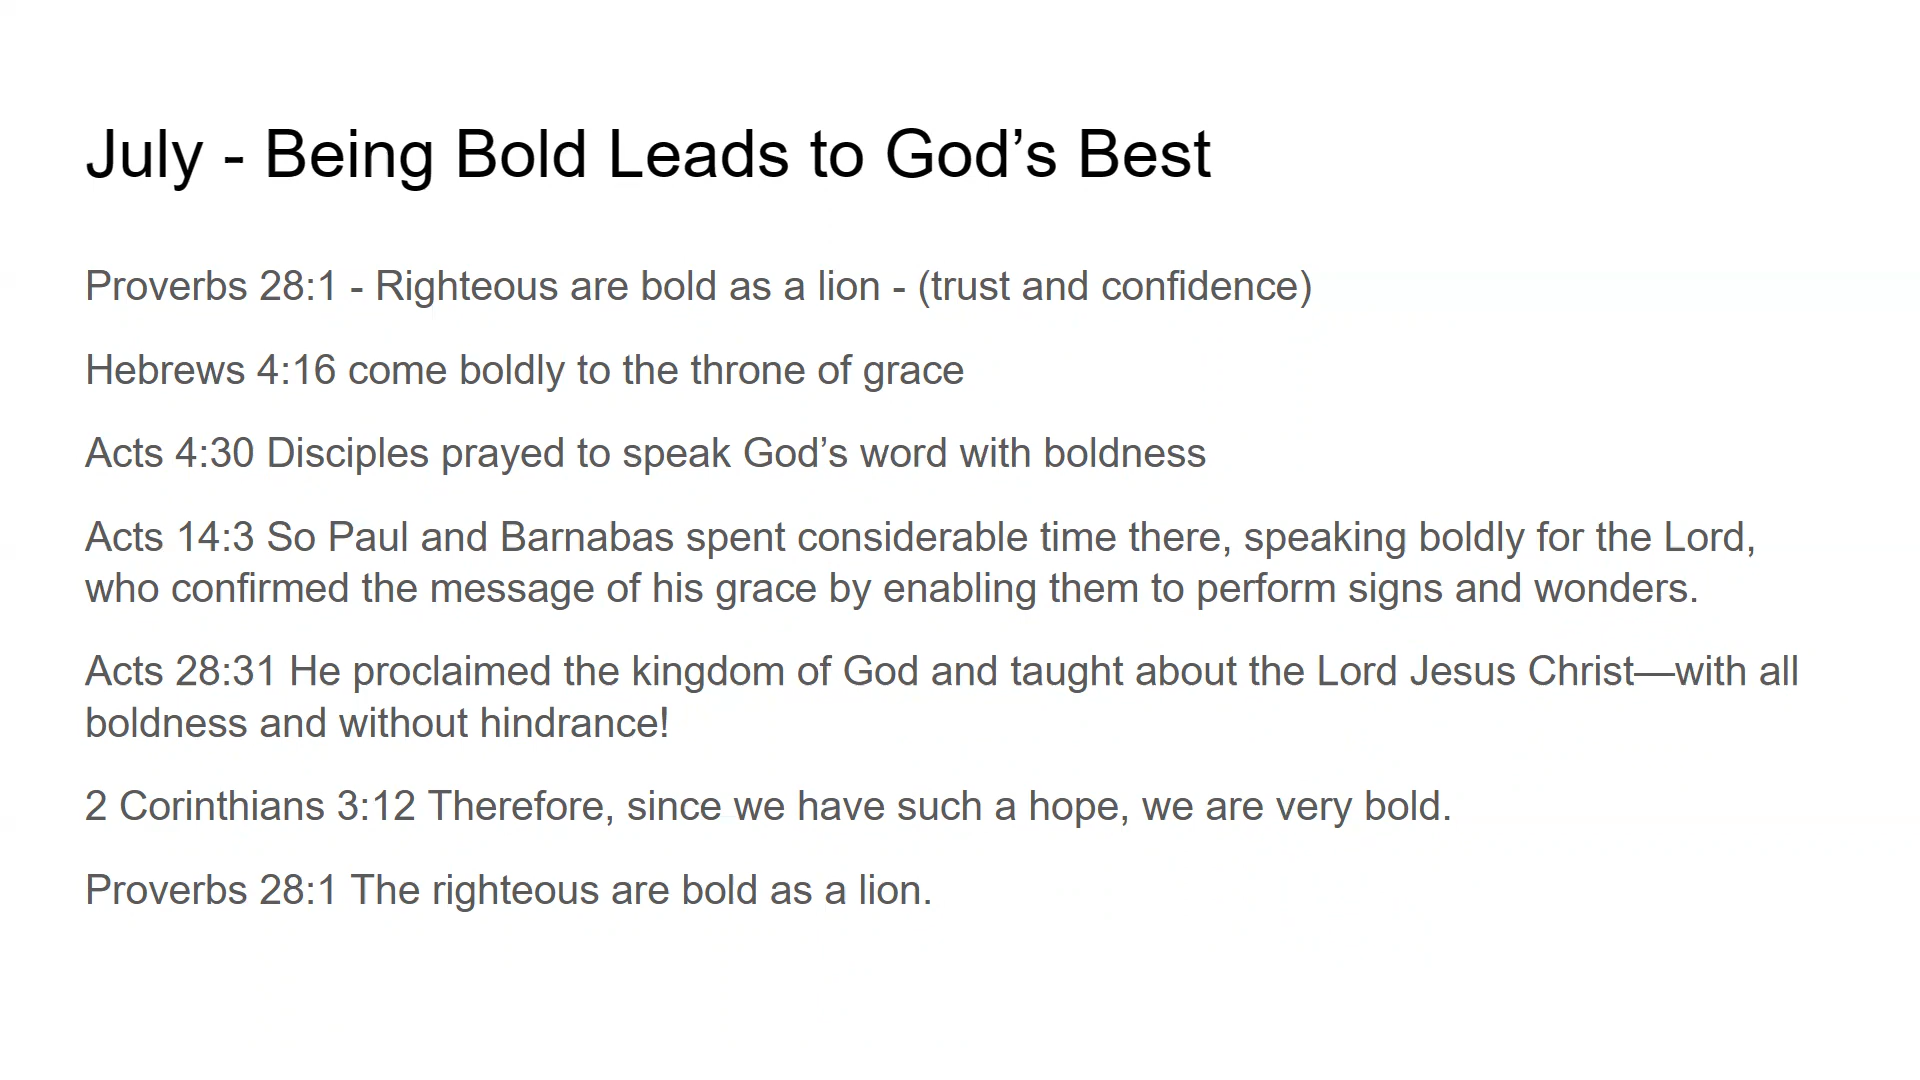 July - Being Bold Leads to God’s Best
Proverbs 28:1 - Righteous are bold as a lion - (trust and confidence)
Hebrews 4:16 come boldly to the throne of grace
Acts 4:30 Disciples prayed to speak God’s word with boldness
Acts 14:3 So Paul and Barnabas spent considerable time there, speaking boldly for the Lord,
who confirmed the message of his grace by enabling them to perform signs and wonders.
Acts 28:31 He proclaimed the kingdom of God and taught about the Lord Jesus Christ—with all
boldness and without hindrance!
2 Corinthians 3:12 Therefore, since we have such a hope, we are very bold.
Proverbs 28:1 The righteous are bold as a lion.